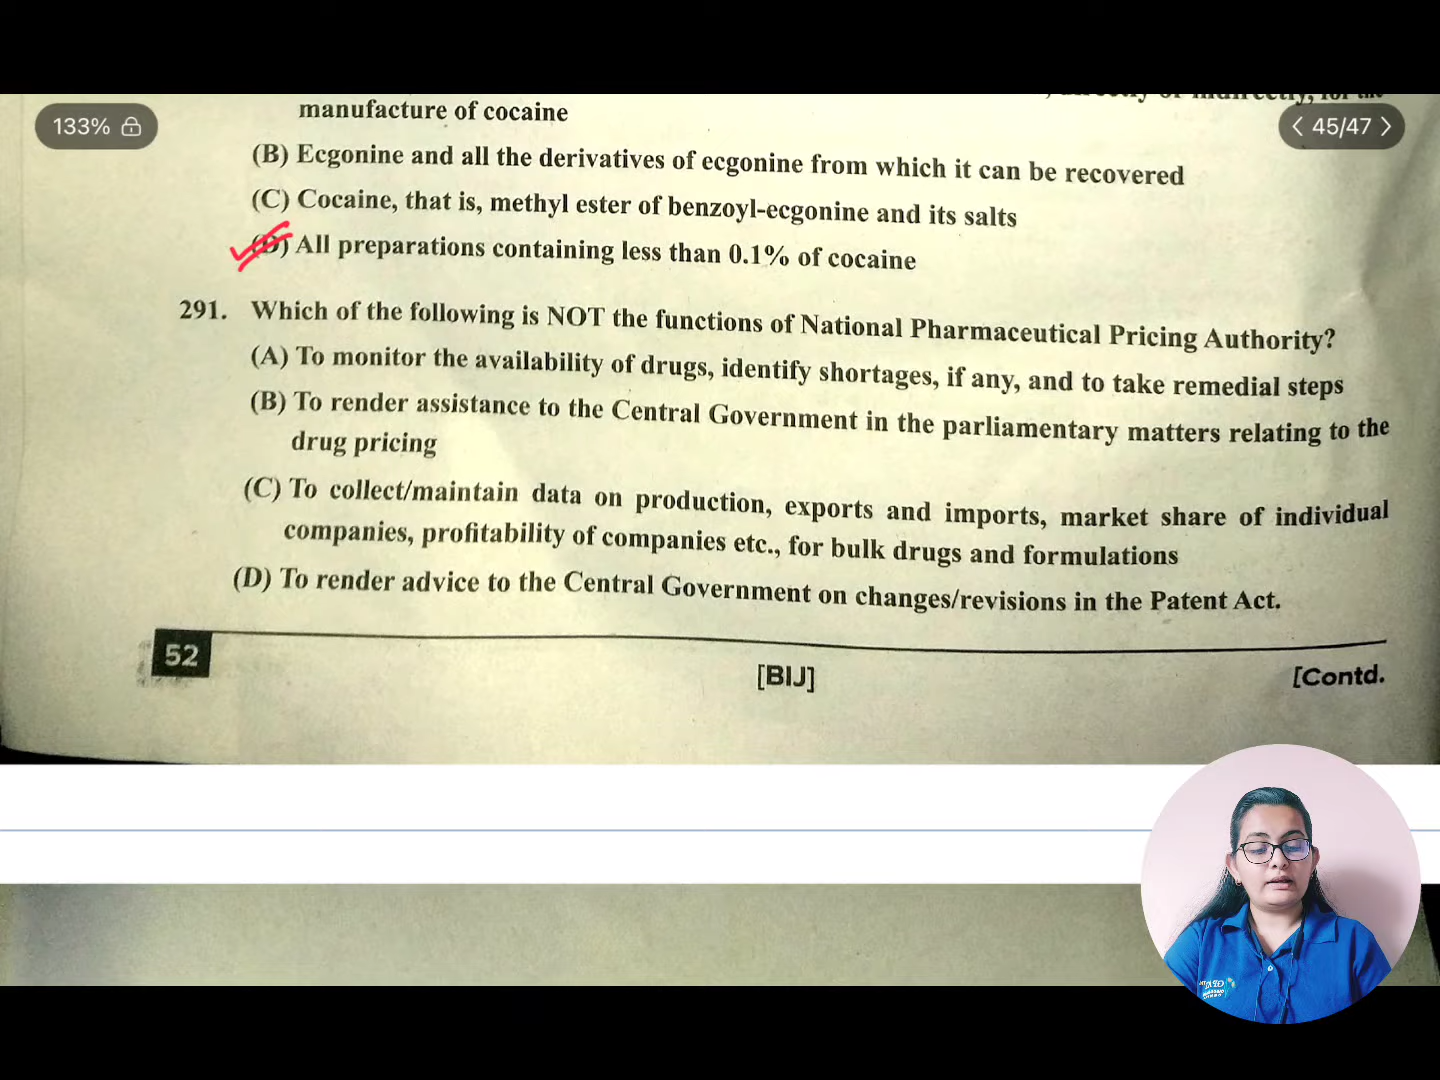 133%
45/47
manufacture of cocaine
(B) Ecgonine and all the derivatives of ecgonine from which it can be recovered
(C) Cocaine, that is, methyl ester of benzoyl-ecgonine and its salts
(D) All preparations containing less than 0.1% of cocaine
291. Which of the following is NOT the functions of National Pharmaceutical Pricing Authority?
(A) To monitor the availability of drugs, identify shortages, if any, and to take remedial steps
(B) To render assistance to the Central Government in the parliamentary matters relating to the
drug pricing
(C) To collect/maintain data on production, exports and imports, market share of individual
companies, profitability of companies etc., for bulk drugs and formulations
(D) To render advice to the Central Government on changes/revisions in the Patent Act.
52
[BIJ]
[Contd.